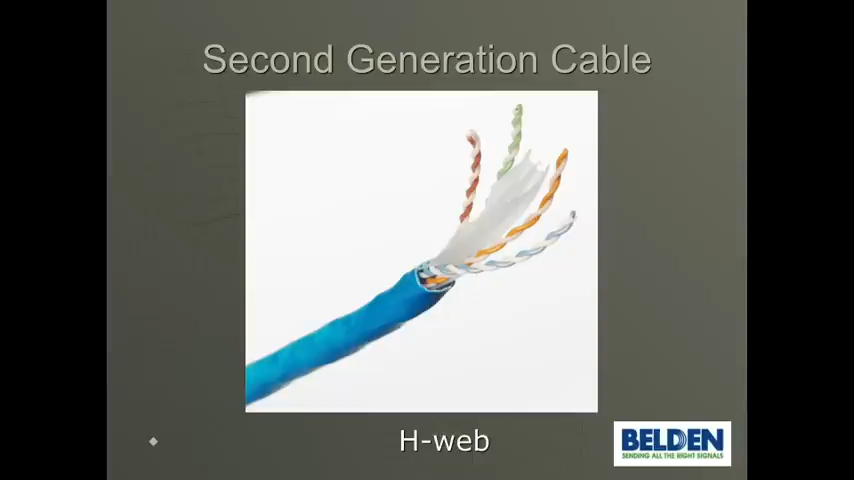 Second Generation Cable
H-web
BELDEN
SENDING ALL THE RIGHT SIGNALS